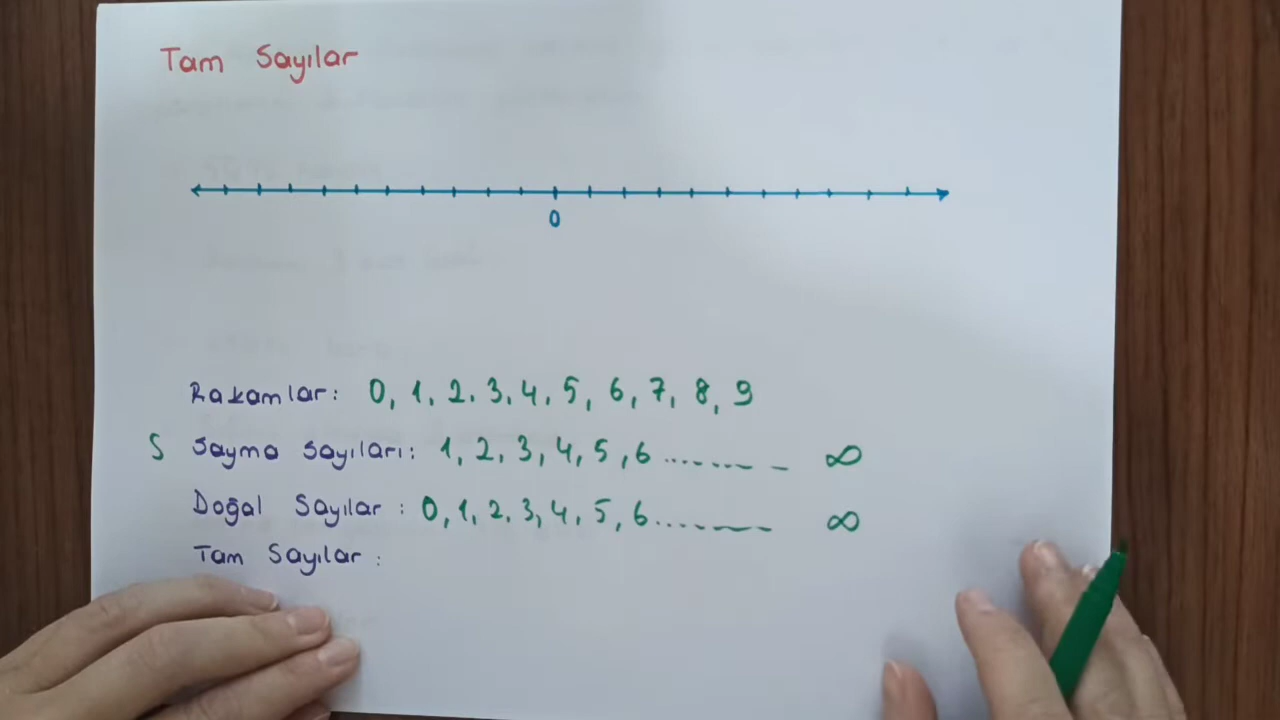 Tam Sayılar
0
Rakamlar: 0, 1, 2, 3, 4, 5, 6, 7, 8, 9
S Sayma sayıları: 1, 2, 3, 4, 5, 6 ......... ∞
Doğal Sayılar : 0, 1, 2, 3, 4, 5, 6 ......... ∞
Tam Sayılar :